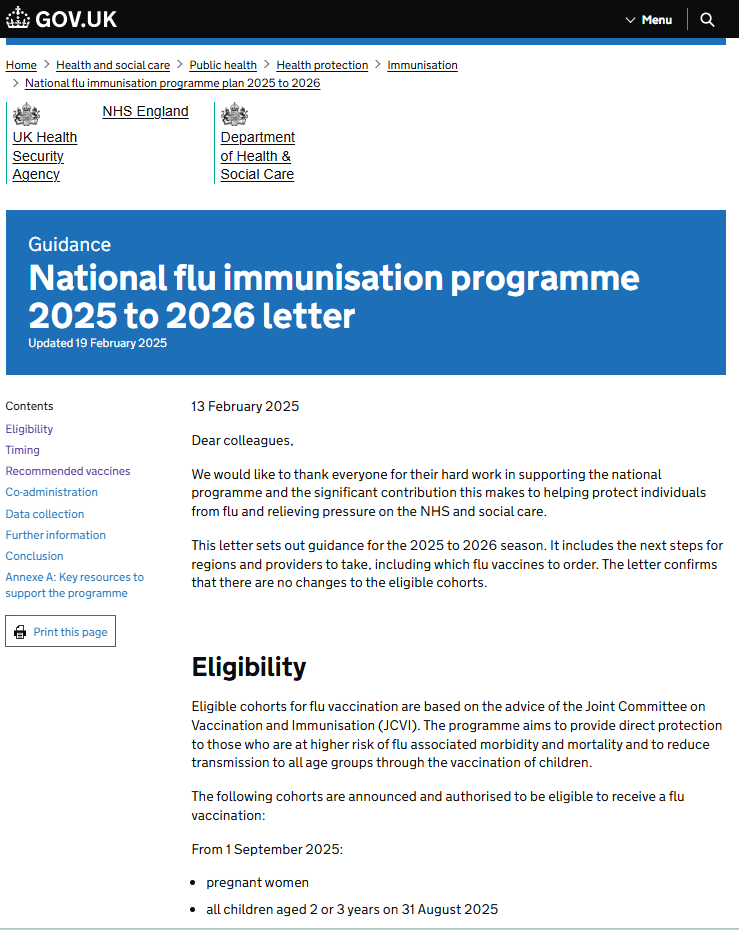 GOV.UK
Menu
Home > Health and social care > Public health > Health protection > Immunisation
> National flu immunisation programme plan 2025 to 2026
UK Health
Security
Agency
NHS England
Department
of Health &
Social Care
Guidance
National flu immunisation programme
2025 to 2026 letter
Updated 19 February 2025
Contents
Eligibility
Timing
Recommended vaccines
Co-administration
Data collection
Further information
Conclusion
Annexe A: Key resources to
support the programme
Print this page
13 February 2025
Dear colleagues,
We would like to thank everyone for their hard work in supporting the national
programme and the significant contribution this makes to helping protect individuals
from flu and relieving pressure on the NHS and social care.
This letter sets out guidance for the 2025 to 2026 season. It includes the next steps for
regions and providers to take, including which flu vaccines to order. The letter confirms
that there are no changes to the eligible cohorts.
Eligibility
Eligible cohorts for flu vaccination are based on the advice of the Joint Committee on
Vaccination and Immunisation (JCVI). The programme aims to provide direct protection
to those who are at higher risk of flu associated morbidity and mortality and to reduce
transmission to all age groups through the vaccination of children.
The following cohorts are announced and authorised to be eligible to receive a flu
vaccination:
From 1 September 2025:
• pregnant women
• all children aged 2 or 3 years on 31 August 2025